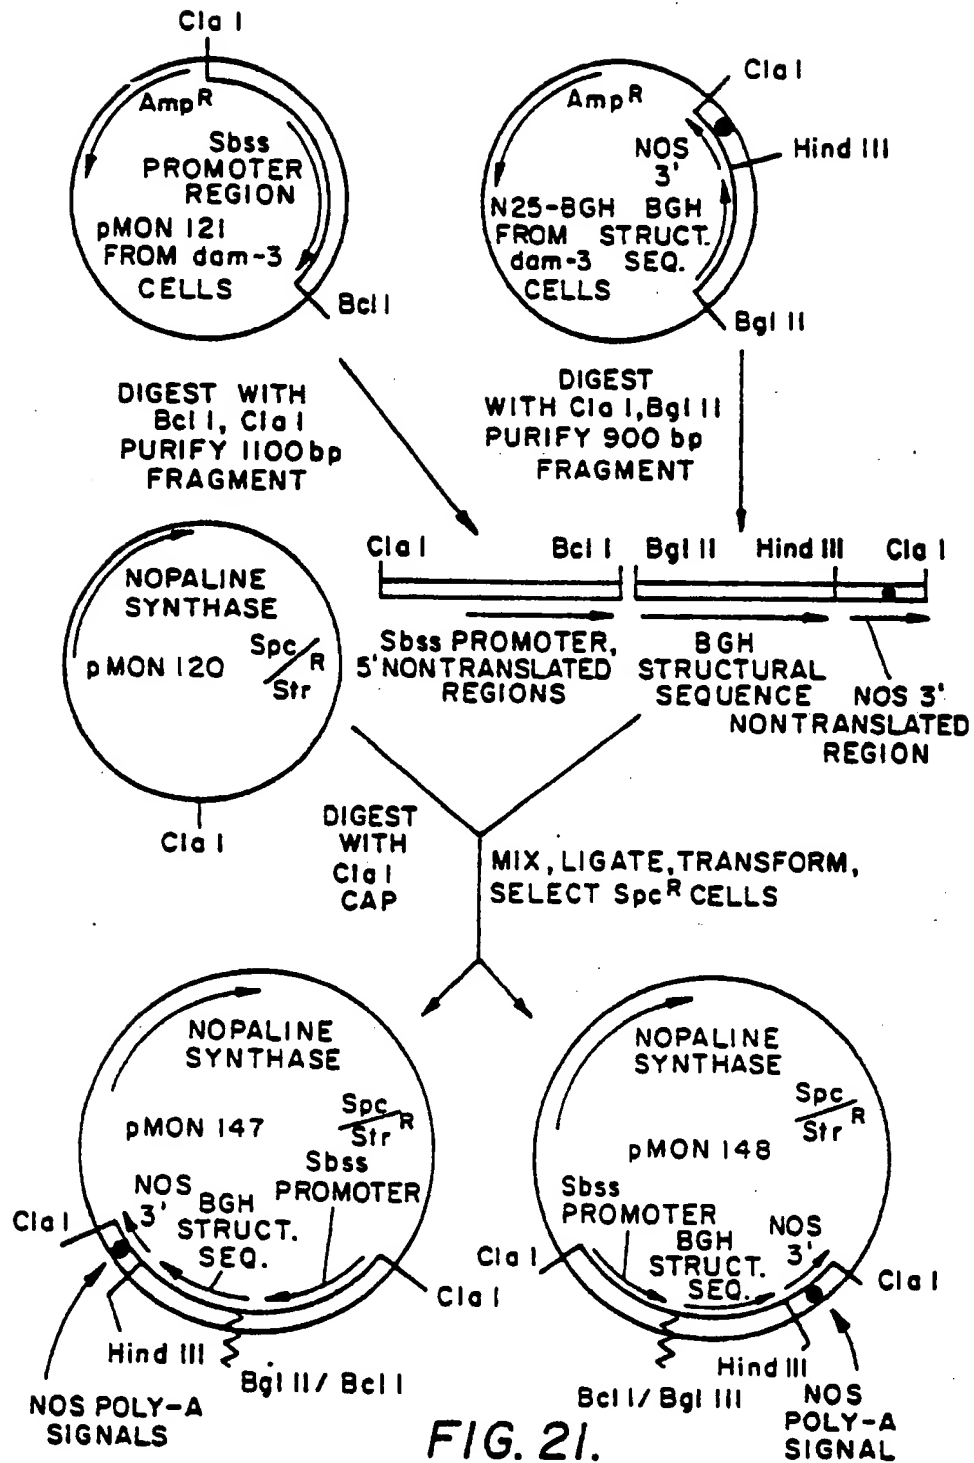 Cla I
Amp R
Sbss
PROMOTER
REGION
pMON 121
FROM dam-3
CELLS
Bcl I
Cla I
Amp R
NOS
3'
Hind III
N25-BGH
FROM
dam-3
CELLS
BGH
STRUCT.
SEQ.
Bgl II
DIGEST WITH
Bcl I, Cla I
PURIFY 1100 bp
FRAGMENT
DIGEST
WITH Cla I, Bgl II
PURIFY 900 bp
FRAGMENT
NOPALINE
SYNTHASE
pMON 120
Spc
Str
R
Cla I
Cla I
Bcl I
Bgl II
Hind III
Cla I
Sbss PROMOTER,
5' NONTRANSLATED
REGIONS
BGH
STRUCTURAL
SEQUENCE
NOS 3'
NONTRANSLATED
REGION
DIGEST
WITH
Cla I
CAP
MIX, LIGATE, TRANSFORM,
SELECT Spc R CELLS
NOPALINE
SYNTHASE
pMON 147
Spc
Str
R
Sbss
PROMOTER
NOS
3'
BGH
STRUCT.
SEQ.
Cla I
Cla I
Hind III
Bgl II / Bcl I
NOS POLY-A
SIGNALS
NOPALINE
SYNTHASE
Spc
Str
R
pMON 148
Sbss
PROMOTER
BGH
STRUCT.
SEQ.
NOS
3'
Cla I
Cla I
Hind III
Bcl I / Bgl III
NOS
POLY-A
SIGNAL
FIG. 21.